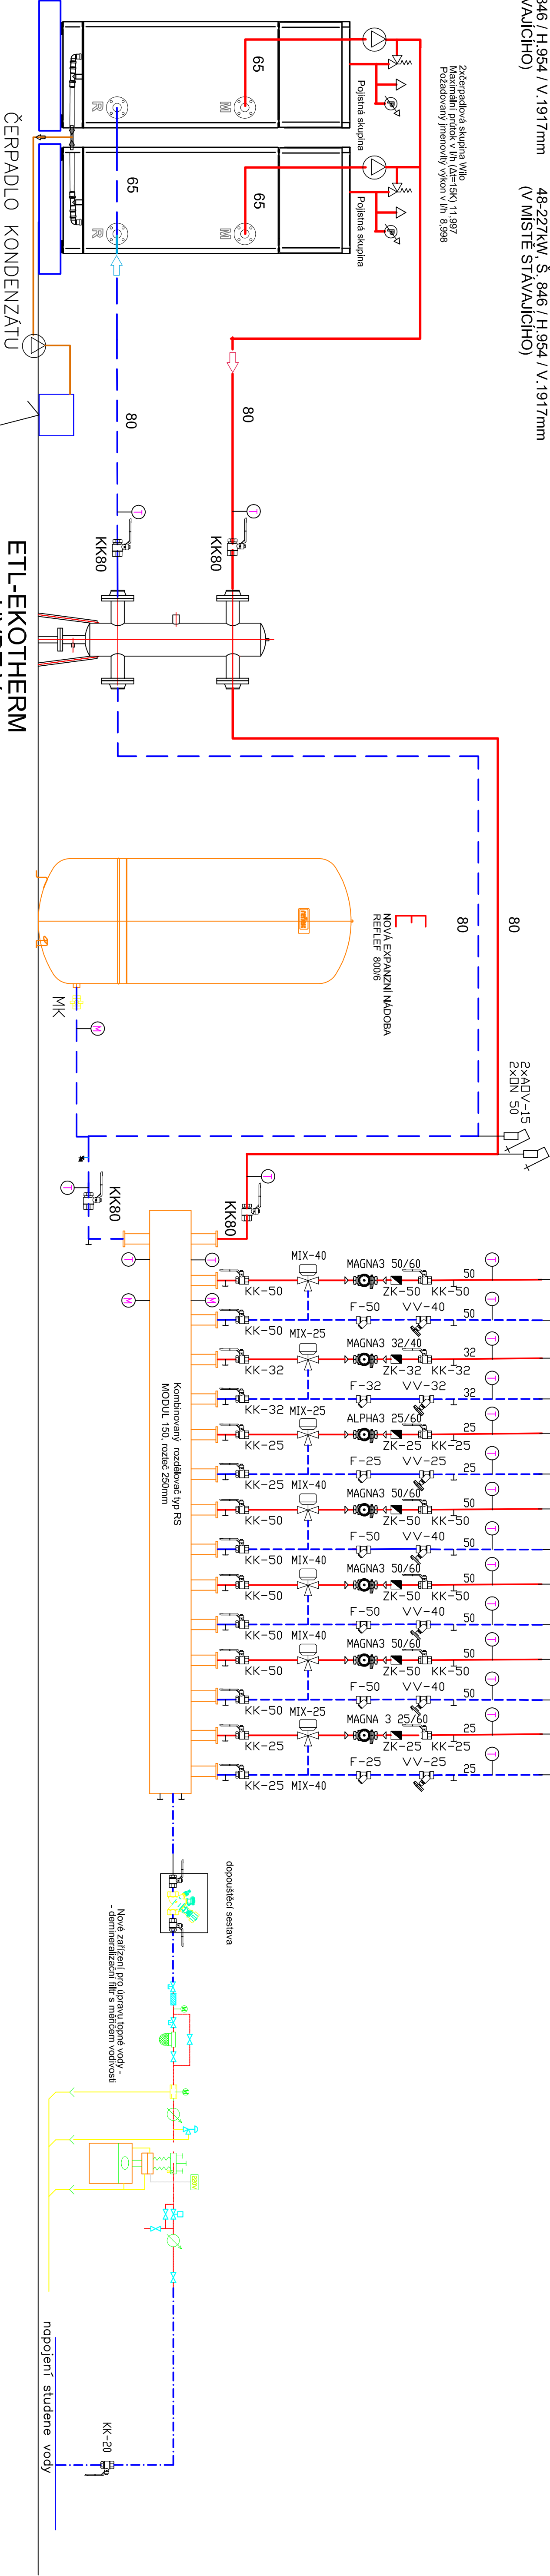 846 / H.954 / V.1917mm
VAJÍCÍHO)
48-227kW, Š. 846 / H.954 / V.1917mm
(V MÍSTĚ STÁVAJÍCÍHO)
2xčerpadlová skupina Wilo
Maximální průtok v l/h (Δt=15K) 11,997
Požadovaný jmenovitý výkon v l/h 8,998
Pojistná skupina
Pojistná skupina
65
M
R
65
65
M
R
ČERPADLO KONDENZÁTU
80
80
T
T
KK80
KK80
ETL-EKOTHERM
80
80
E
NOVÁ EXPANZNÍ NÁDOBA
REFLEF 800/6
MK
M
2×AOV-15
2×DN 50
T
T
KK80
KK80
T
M
T
M
Kombinovaný rozdělovač typ RS
MODUL 150, rozteč 250mm
KK-50
MIX-40
MAGNA3 50/60
ZK-50
KK-50
50
T
KK-50
F-50
VV-40
50
T
KK-32
MIX-25
MAGNA3 32/40
ZK-32
KK-32
32
T
KK-32
F-32
VV-32
32
T
KK-25
MIX-25
ALPHA3 25/60
ZK-25
KK-25
25
T
KK-25
F-25
VV-25
25
T
KK-50
MIX-40
MAGNA3 50/60
ZK-50
KK-50
50
T
KK-50
F-50
VV-40
50
T
KK-50
MIX-40
MAGNA3 50/60
ZK-50
KK-50
50
T
KK-50
F-50
VV-40
50
T
KK-50
MIX-40
MAGNA3 50/60
ZK-50
KK-50
50
T
KK-50
F-50
VV-40
50
T
KK-25
MIX-25
MAGNA 3 25/60
ZK-25
KK-25
25
T
KK-25
MIX-40
F-25
VV-25
25
T
dopouštěcí sestava
Nové zařízení pro úpravu topné vody -
- demineralizační filtr s měřičem vodivosti
KK-20
napojení studene vody